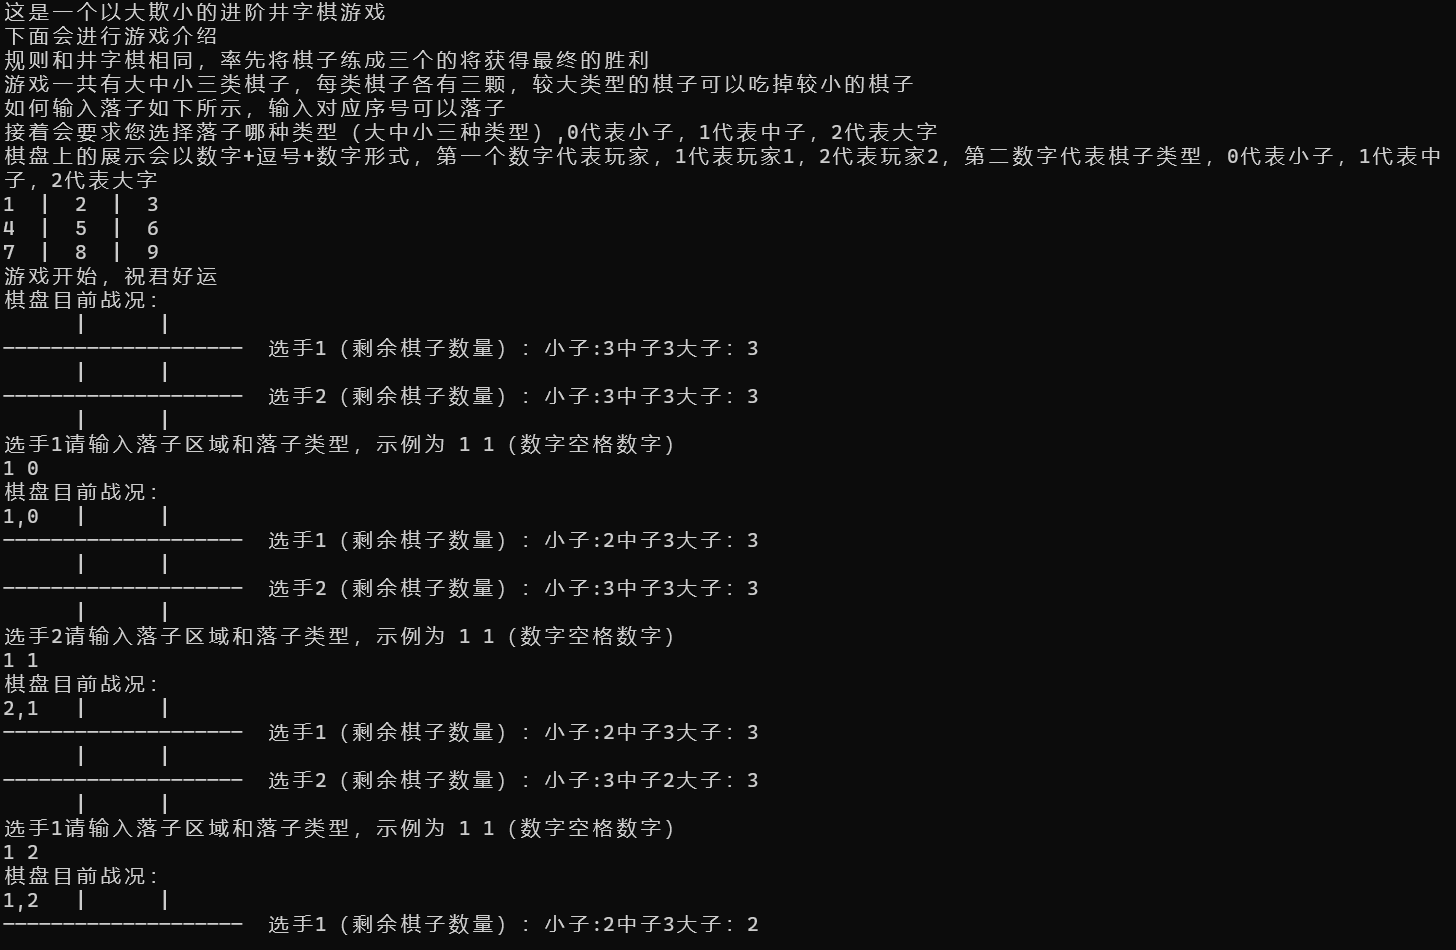 这是一个以大欺小的进阶井字棋游戏
下面会进行游戏介绍
规则和井字棋相同，率先将棋子练成三个的将获得最终的胜利
游戏一共有大中小三类棋子，每类棋子各有三颗，较大类型的棋子可以吃掉较小的棋子
如何输入落子如下所示，输入对应序号可以落子
接着会要求您选择落子哪种类型（大中小三种类型）,0代表小子，1代表中子，2代表大字
棋盘上的展示会以数字+逗号+数字形式，第一个数字代表玩家，1代表玩家1，2代表玩家2，第二数字代表棋子类型，0代表小子，1代表中
子，2代表大字
1  |  2  |  3
4  |  5  |  6
7  |  8  |  9
游戏开始，祝君好运
棋盘目前战况：
      |      |
--------------------  选手1（剩余棋子数量）：小子:3中子3大子：3
      |      |
--------------------  选手2（剩余棋子数量）：小子:3中子3大子：3
      |      |
选手1请输入落子区域和落子类型，示例为 1 1（数字空格数字）
1 0
棋盘目前战况：
1,0   |      |
--------------------  选手1（剩余棋子数量）：小子:2中子3大子：3
      |      |
--------------------  选手2（剩余棋子数量）：小子:3中子3大子：3
      |      |
选手2请输入落子区域和落子类型，示例为 1 1（数字空格数字）
1 1
棋盘目前战况：
2,1   |      |
--------------------  选手1（剩余棋子数量）：小子:2中子3大子：3
      |      |
--------------------  选手2（剩余棋子数量）：小子:3中子2大子：3
      |      |
选手1请输入落子区域和落子类型，示例为 1 1（数字空格数字）
1 2
棋盘目前战况：
1,2   |      |
--------------------  选手1（剩余棋子数量）：小子:2中子3大子：2